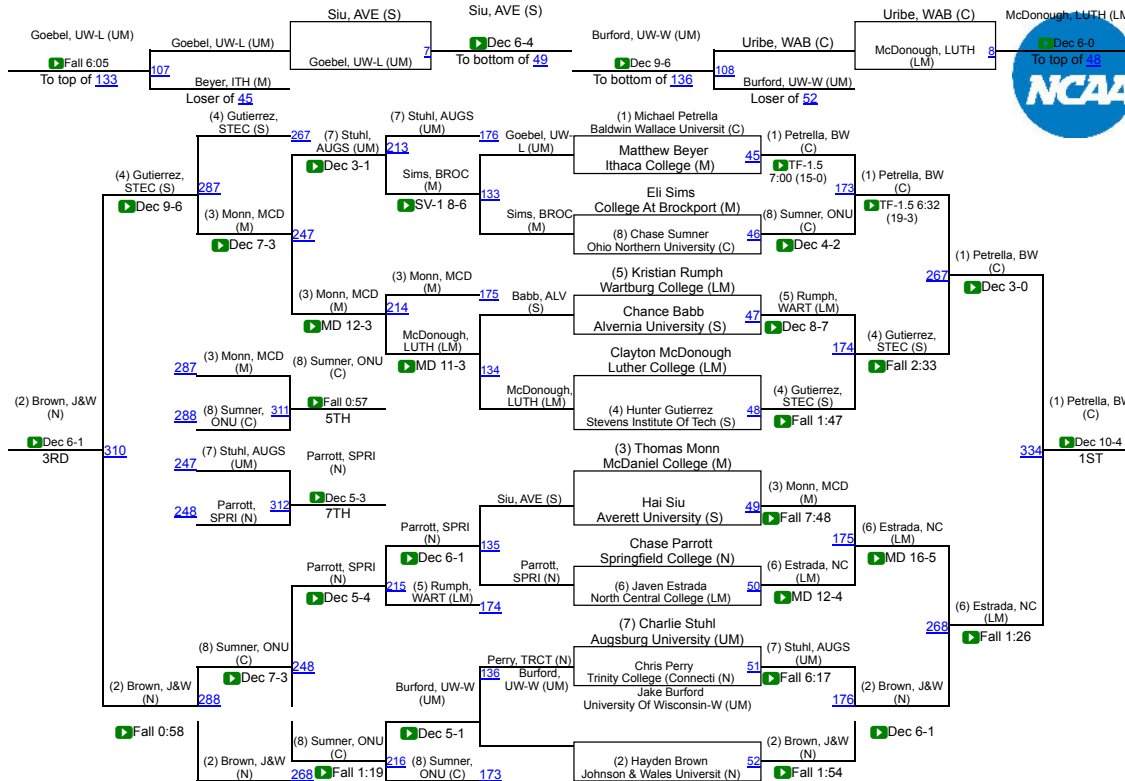 Siu, AVE (S)
Siu, AVE (S)
Uribe, WAB (C)
McDonough, LUTH (LM)
Goebel, UW-L (UM)
Goebel, UW-L (UM)
Goebel, UW-L (UM)
7
Dec 6-4
To bottom of 49
Fall 6:05
To top of 133
107
Beyer, ITH (M)
Loser of 45
Burford, UW-W (UM)
Uribe, WAB (C)
McDonough, LUTH
(LM)
8
Dec 6-0
To top of 48
Dec 9-6
To bottom of 136
108
Burford, UW-W (UM)
Loser of 52
NCAA
(4) Gutierrez,
STEC (S)
267
(7) Stuhl,
AUGS (UM)
Dec 3-1
(7) Stuhl, AUGS
(UM)
176
213
Goebel, UW-
L (UM)
(1) Michael Petrella
Baldwin Wallace Universit (C)
Matthew Beyer
Ithaca College (M)
45
(1) Petrella, BW
(C)
TF-1.5
7:00 (15-0)
(4) Gutierrez,
STEC (S)
Dec 9-6
287
Sims, BROC
(M)
SV-1 8-6
133
173
(1) Petrella, BW
(C)
TF-1.5 6:32
(19-3)
(3) Monn, MCD
(M)
Dec 7-3
247
Sims, BROC
(M)
Eli Sims
College At Brockport (M)
(8) Chase Sumner
Ohio Northern University (C)
46
(8) Sumner, ONU
(C)
Dec 4-2
(1) Petrella, BW
(C)
Dec 3-0
267
(3) Monn, MCD
(M)
MD 12-3
(3) Monn, MCD
(M)
175
214
Babb, ALV
(S)
(5) Kristian Rumph
Wartburg College (LM)
Chance Babb
Alvernia University (S)
47
(5) Rumph,
WART (LM)
Dec 8-7
McDonough,
LUTH (LM)
MD 11-3
134
174
(4) Gutierrez,
STEC (S)
Fall 2:33
McDonough,
LUTH (LM)
Clayton McDonough
Luther College (LM)
(4) Hunter Gutierrez
Stevens Institute Of Tech (S)
48
(4) Gutierrez,
STEC (S)
Fall 1:47
287
(3) Monn, MCD
(M)
(8) Sumner, ONU
(C)
288
(8) Sumner,
ONU (C)
311
Fall 0:57
5TH
(2) Brown, J&W
(N)
Dec 6-1
3RD
310
(1) Petrella, BW
(C)
Dec 10-4
1ST
334
247
(7) Stuhl, AUGS
(UM)
Parrott, SPRI
(N)
248
Parrott,
SPRI (N)
312
Dec 5-3
7TH
Siu, AVE (S)
(3) Thomas Monn
McDaniel College (M)
Hai Siu
Averett University (S)
49
(3) Monn, MCD
(M)
Fall 7:48
Parrott, SPRI
(N)
Dec 6-1
135
175
(6) Estrada, NC
(LM)
MD 16-5
Parrott, SPRI
(N)
Dec 5-4
215
(5) Rumph,
WART (LM)
174
Parrott,
SPRI (N)
Chase Parrott
Springfield College (N)
(6) Javen Estrada
North Central College (LM)
50
(6) Estrada, NC
(LM)
MD 12-4
(6) Estrada, NC
(LM)
Fall 1:26
268
(8) Sumner, ONU
(C)
Dec 7-3
248
Perry, TRCT (N)
(7) Charlie Stuhl
Augsburg University (UM)
Chris Perry
Trinity College (Connecti (N)
51
(7) Stuhl, AUGS
(UM)
Fall 6:17
(2) Brown, J&W
(N)
Fall 0:58
288
Burford, UW-W
(UM)
Dec 5-1
136
Burford,
UW-W (UM)
Jake Burford
University Of Wisconsin-W (UM)
176
(2) Brown, J&W
(N)
Dec 6-1
(2) Brown, J&W
(N)
268
(8) Sumner, ONU
(C)
Fall 1:19
216
(8) Sumner,
ONU (C)
173
(2) Hayden Brown
Johnson & Wales Universit (N)
52
(2) Brown, J&W
(N)
Fall 1:54